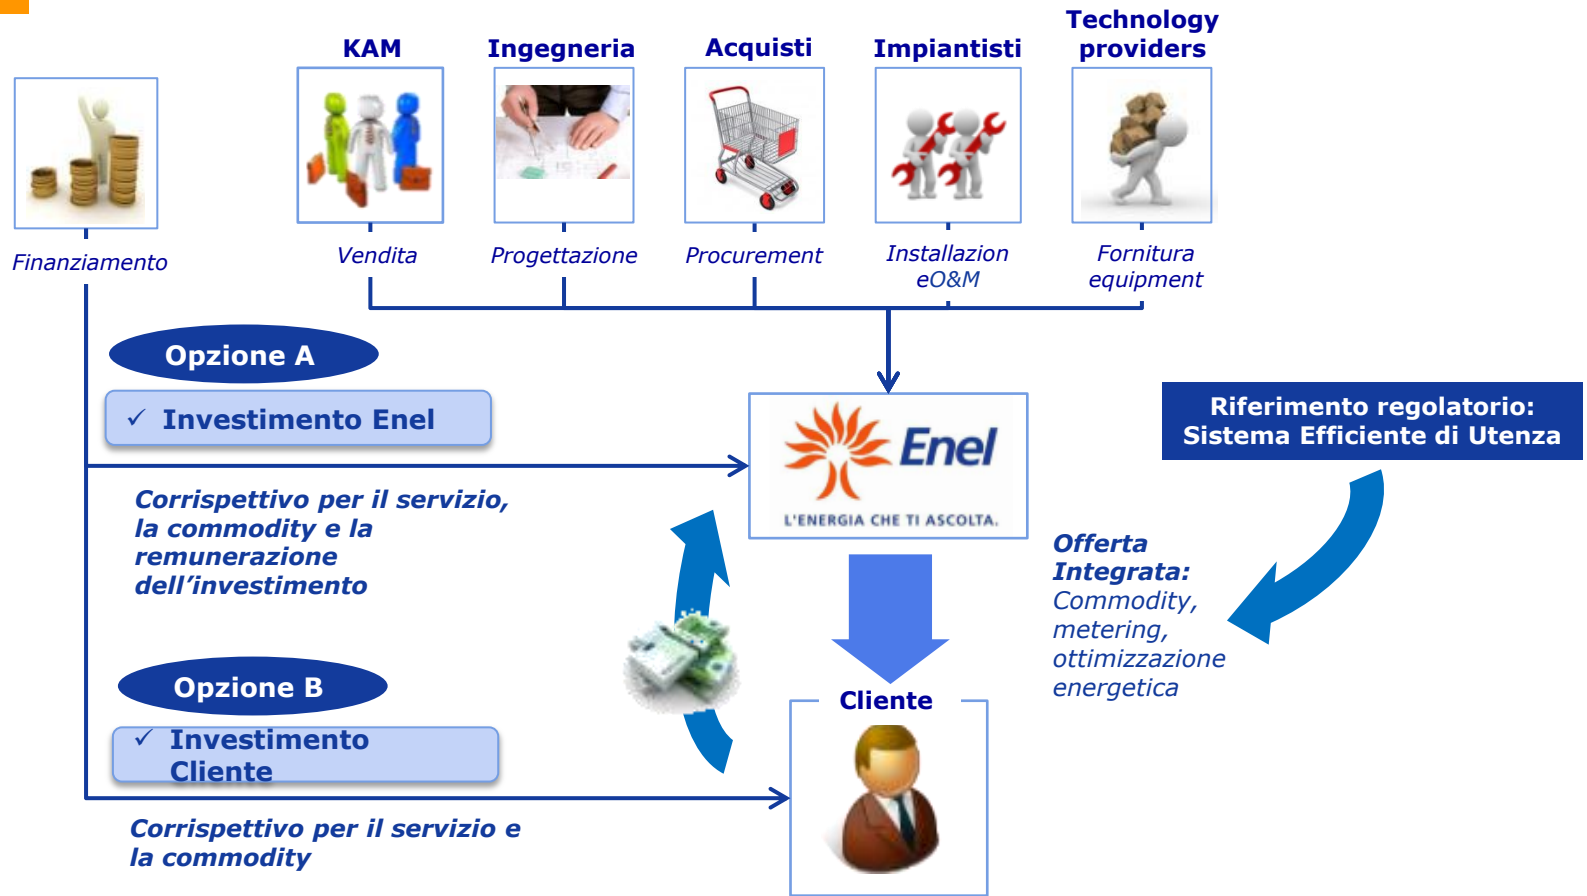 KAM
Ingegneria
Acquisti
Impiantisti
Technology
providers
Finanziamento
Vendita
Progettazione
Procurement
Installazion
eO&M
Fornitura
equipment
Opzione A
✓ Investimento Enel
Corrispettivo per il servizio,
la commodity e la
remunerazione
dell’investimento
Enel
L'ENERGIA CHE TI ASCOLTA.
Riferimento regolatorio:
Sistema Efficiente di Utenza
Offerta
Integrata:
Commodity,
metering,
ottimizzazione
energetica
Opzione B
✓ Investimento
Cliente
Corrispettivo per il servizio e
la commodity
Cliente